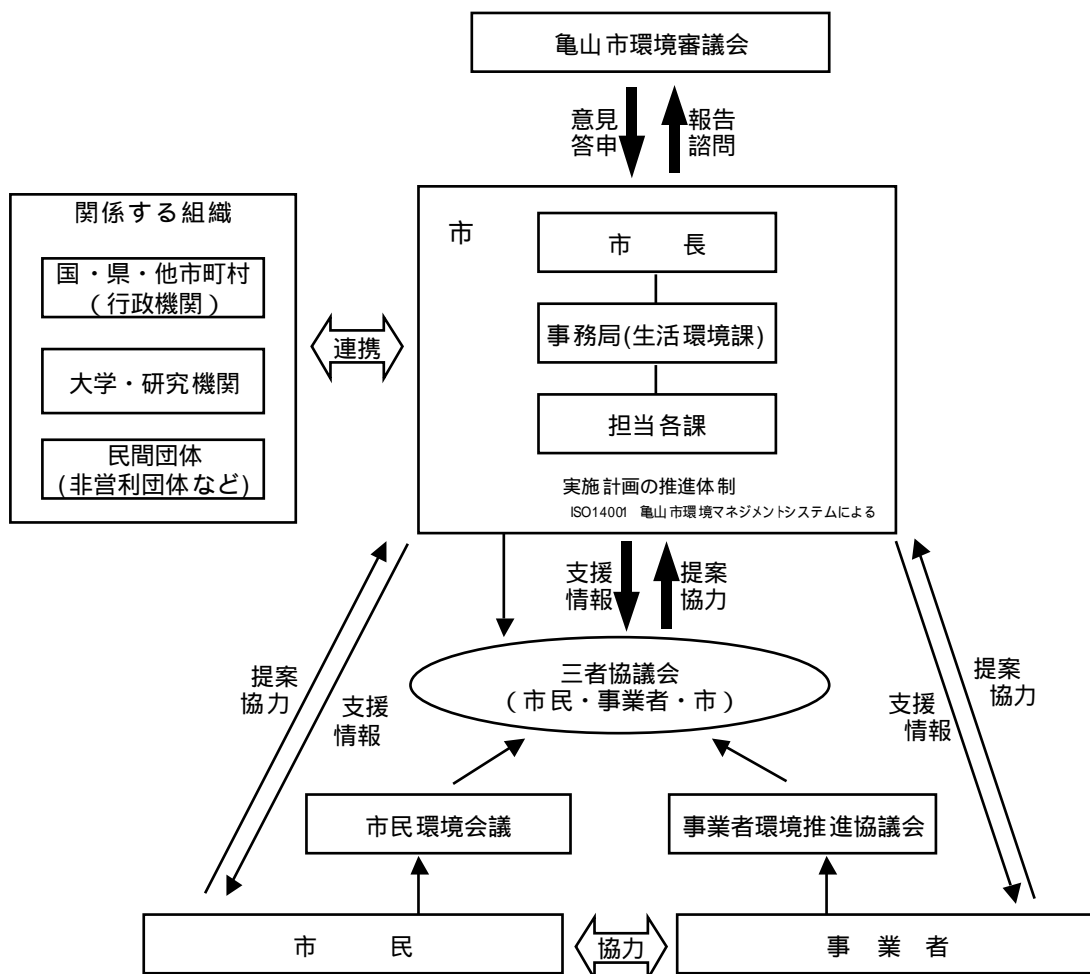 亀山市環境審議会
意見
答申
報告
諮問
関係する組織
国・県・他市町村
（行政機関）
大学・研究機関
民間団体
(非営利団体など)
連携
市
市　　長
事務局(生活環境課)
担当各課
実施計画の推進体制
ISO14001　亀山市環境マネジメントシステムによる
支援
情報
提案
協力
三者協議会
（市民・事業者・市）
提案
協力
支援
情報
支援
情報
提案
協力
市民環境会議
事業者環境推進協議会
市　　民
協力
事　業　者